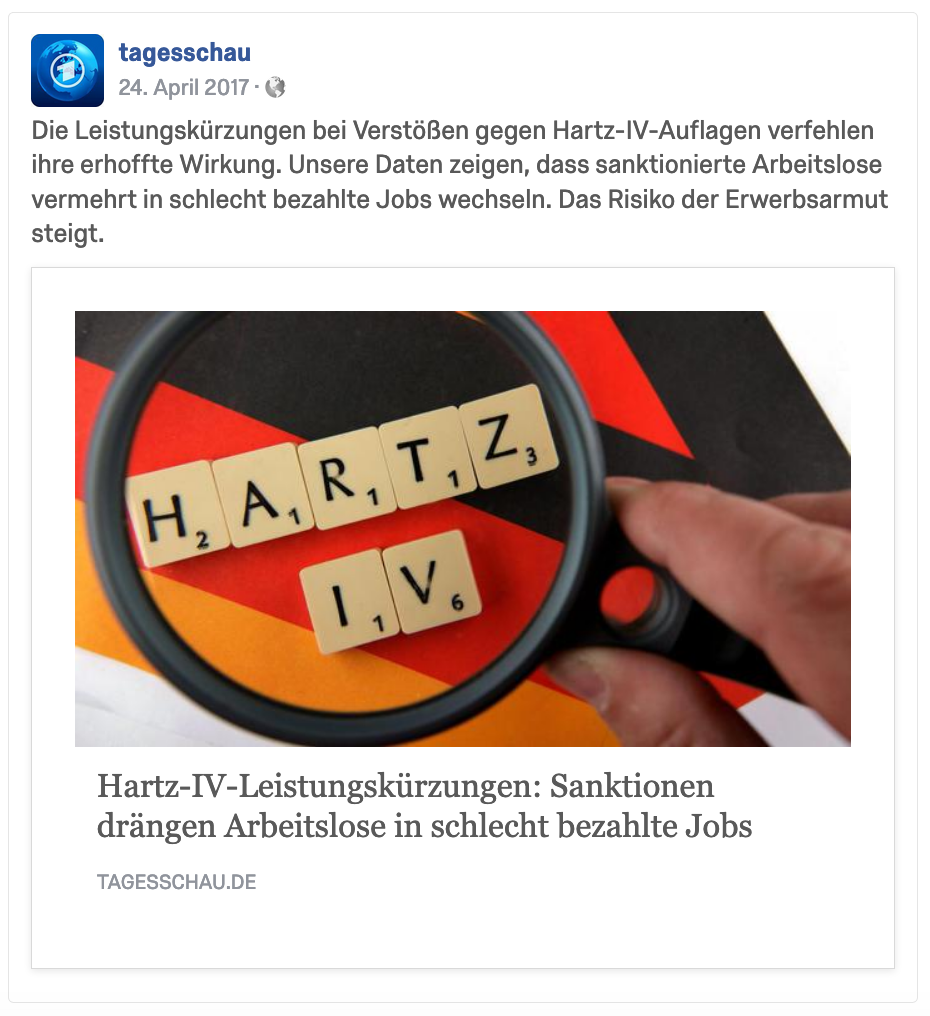 tagesschau
24. April 2017 ·
Die Leistungskürzungen bei Verstößen gegen Hartz-IV-Auflagen verfehlen
ihre erhoffte Wirkung. Unsere Daten zeigen, dass sanktionierte Arbeitslose
vermehrt in schlecht bezahlte Jobs wechseln. Das Risiko der Erwerbsarmut
steigt.
H2 A1 R1 T1 Z3
I1 V6
Hartz-IV-Leistungskürzungen: Sanktionen
drängen Arbeitslose in schlecht bezahlte Jobs
TAGESSCHAU.DE